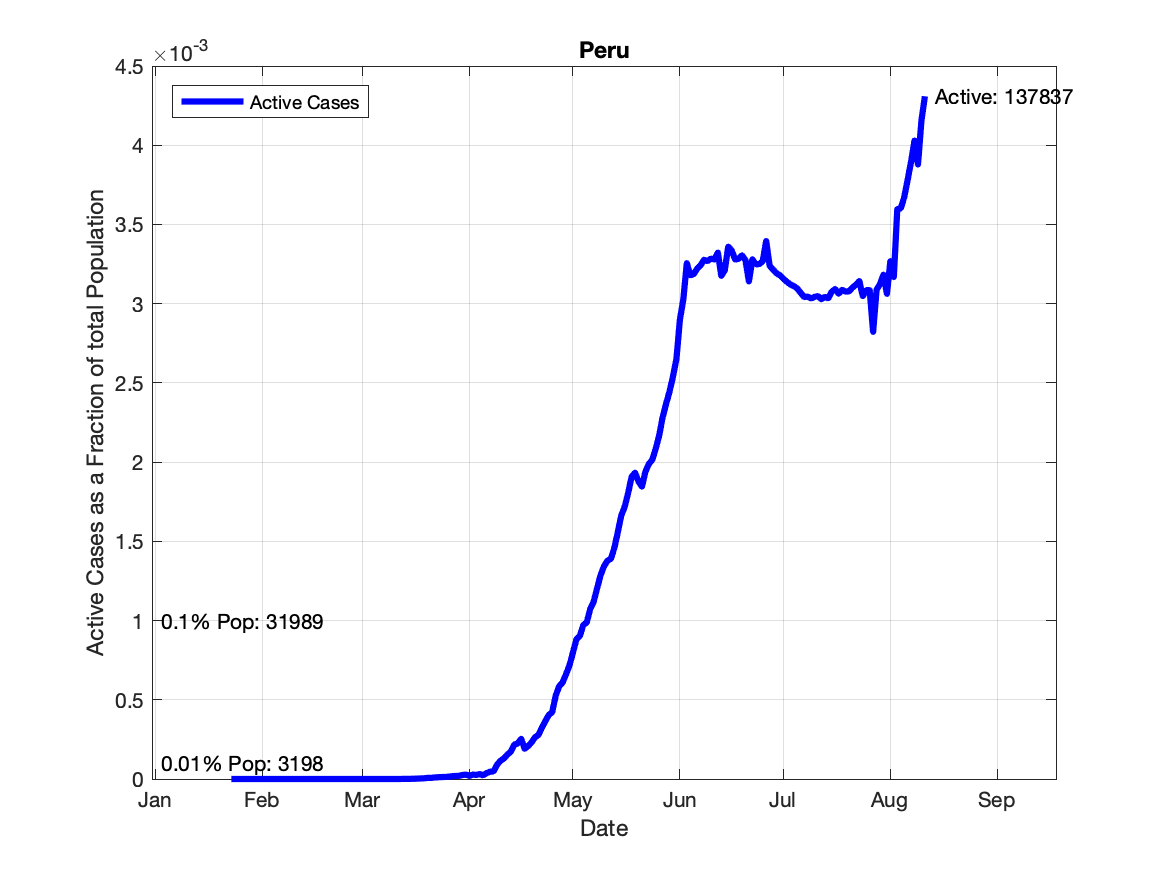 Peru
×10-3
4.5
4
3.5
3
2.5
2
1.5
1
0.5
0
Active Cases as a Fraction of total Population
Active Cases
Active: 137837
0.1% Pop: 31989
0.01% Pop: 3198
Jan Feb Mar Apr May Jun Jul Aug Sep
Date